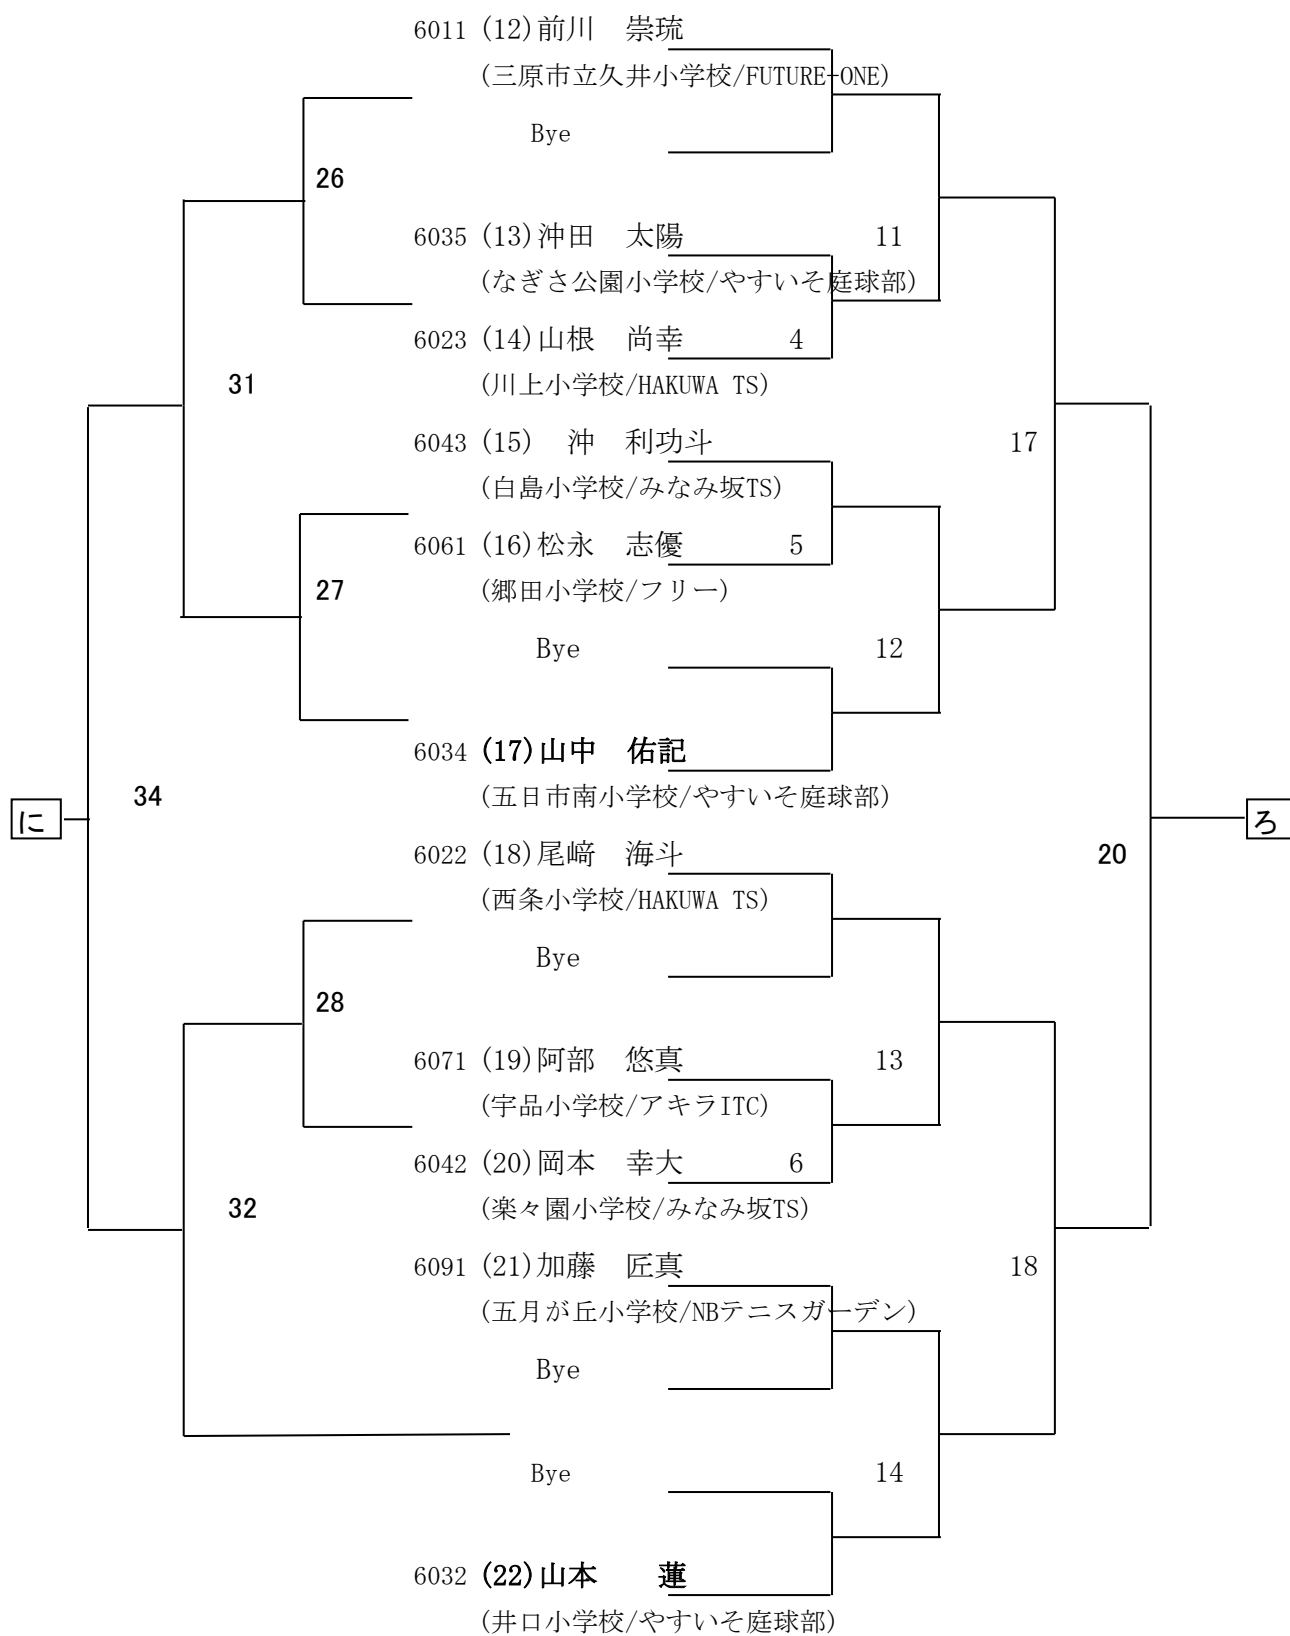 6011 (12)前川　崇琉
(三原市立久井小学校/FUTURE-ONE)
Bye
26
6035 (13)沖田　太陽 11
(なぎさ公園小学校/やすいそ庭球部)
6023 (14)山根　尚幸 4
31 (川上小学校/HAKUWA TS)
6043 (15)　沖　利功斗 17
(白島小学校/みなみ坂TS)
6061 (16)松永　志優 5
27 (郷田小学校/フリー)
Bye 12
6034 (17)山中　佑記
34 (五日市南小学校/やすいそ庭球部)
に ろ
6022 (18)尾﨑　海斗 20
(西条小学校/HAKUWA TS)
Bye
28
6071 (19)阿部　悠真 13
(宇品小学校/アキラITC)
6042 (20)岡本　幸大 6
32 (楽々園小学校/みなみ坂TS)
6091 (21)加藤　匠真 18
(五月が丘小学校/NBテニスガーデン)
Bye
Bye 14
6032 (22)山本　　蓮
(井口小学校/やすいそ庭球部)